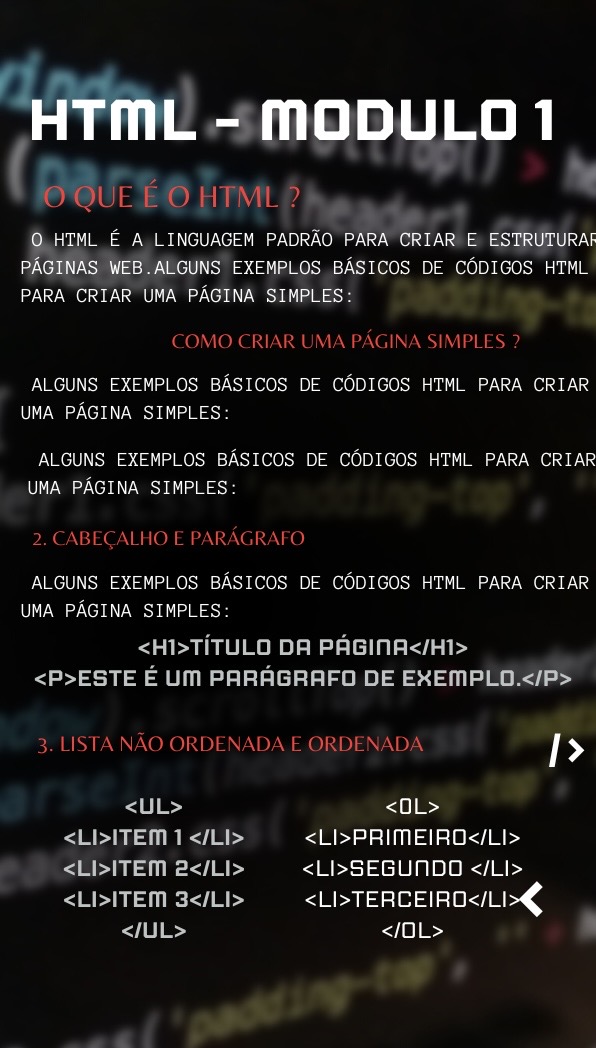 HTML - MODULO 1
O QUE É O HTML ?
O HTML É A LINGUAGEM PADRÃO PARA CRIAR E ESTRUTURAR
PÁGINAS WEB.ALGUNS EXEMPLOS BÁSICOS DE CÓDIGOS HTML
PARA CRIAR UMA PÁGINA SIMPLES:
COMO CRIAR UMA PÁGINA SIMPLES ?
ALGUNS EXEMPLOS BÁSICOS DE CÓDIGOS HTML PARA CRIAR
UMA PÁGINA SIMPLES:
ALGUNS EXEMPLOS BÁSICOS DE CÓDIGOS HTML PARA CRIAR
UMA PÁGINA SIMPLES:
2. CABEÇALHO E PARÁGRAFO
ALGUNS EXEMPLOS BÁSICOS DE CÓDIGOS HTML PARA CRIAR
UMA PÁGINA SIMPLES:
<H1>TÍTULO DA PÁGINA</H1>
<P>ESTE É UM PARÁGRAFO DE EXEMPLO.</P>
3. LISTA NÃO ORDENADA E ORDENADA
/>
<UL>
<LI>ITEM 1 </LI>
<LI>ITEM 2</LI>
<LI>ITEM 3</LI>
</UL>
<OL>
<LI>PRIMEIRO</LI>
<LI>SEGUNDO </LI>
<LI>TERCEIRO</LI>
</OL>
<